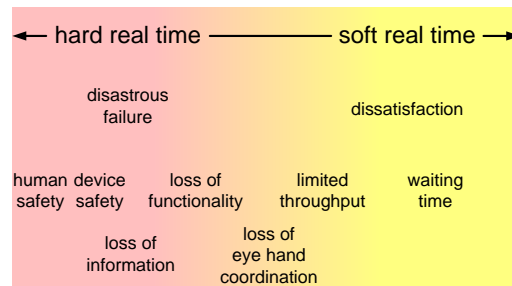 hard real time soft real time
disastrous
failure
dissatisfaction
human
safety
device
safety
loss of
functionality
limited
throughput
waiting
time
loss of
information
loss of
eye hand
coordination